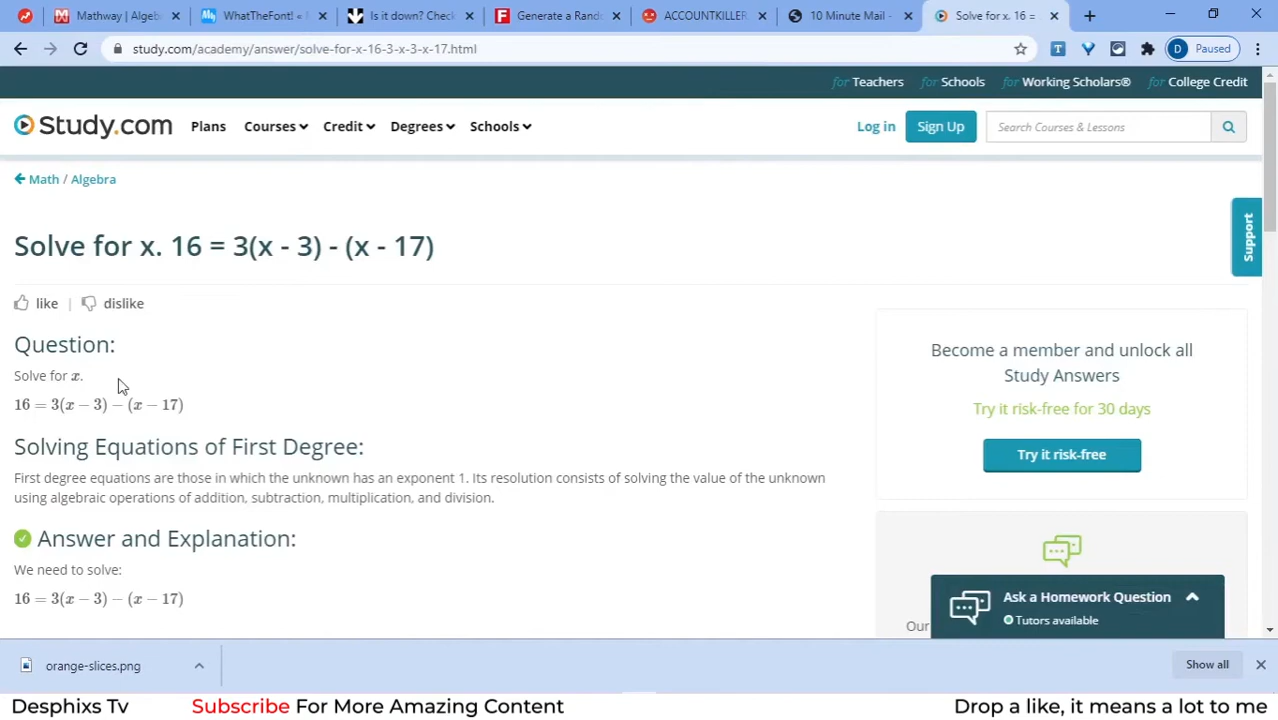 Mathway | Algeb
WhatTheFont! «
Is it down? Check
Generate a Rand
ACCOUNTKILLER
10 Minute Mail -
Solve for x. 16 =
study.com/academy/answer/solve-for-x-16-3-x-3-x-17.html
T
D
Paused
for Teachers
for Schools
for Working Scholars®
for College Credit
Study.com
Plans
Courses
Credit
Degrees
Schools
Log in
Sign Up
Search Courses & Lessons
Math / Algebra
Support
Solve for x. 16 = 3(x - 3) - (x - 17)
like | dislike
Question:
Solve for x.
16 = 3(x − 3) − (x − 17)
Solving Equations of First Degree:
First degree equations are those in which the unknown has an exponent 1. Its resolution consists of solving the value of the unknown
using algebraic operations of addition, subtraction, multiplication, and division.
Answer and Explanation:
We need to solve:
16 = 3(x − 3) − (x − 17)
Become a member and unlock all
Study Answers
Try it risk-free for 30 days
Try it risk-free
Our
Ask a Homework Question
Tutors available
orange-slices.png
Show all
Desphixs Tv
Subscribe For More Amazing Content
Drop a like, it means a lot to me